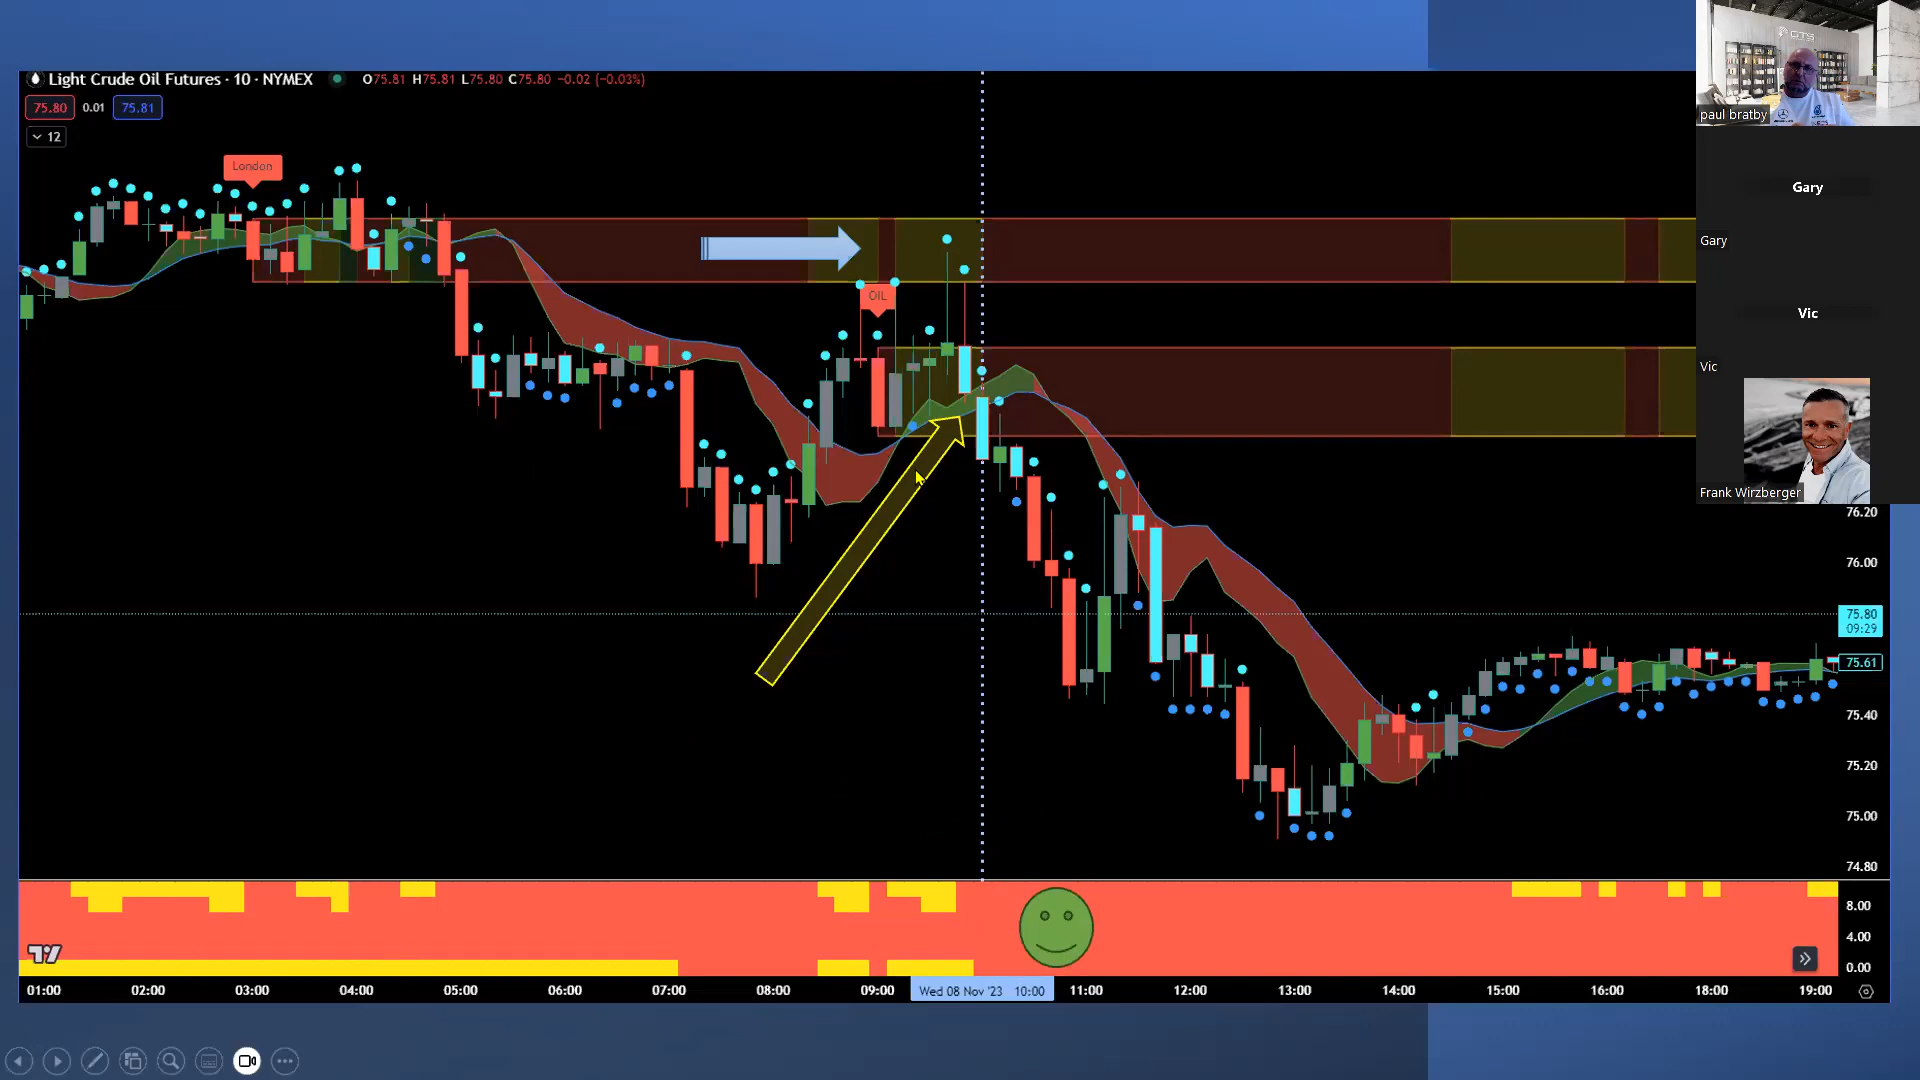 Light Crude Oil Futures · 10 · NYMEX O75.81 H75.81 L75.80 C75.80 −0.02 (−0.03%)
75.80 0.01 75.81
12
London
OIL
GTS
paul bratby
Gary
Gary
Vic
Vic
Frank Wirzberger
76.20
76.00
75.80
09:29
75.61
75.40
75.20
75.00
74.80
8.00
4.00
0.00
01:00 02:00 03:00 04:00 05:00 06:00 07:00 08:00 09:00 Wed 08 Nov '23 10:00 11:00 12:00 13:00 14:00 15:00 16:00 17:00 18:00 19:00